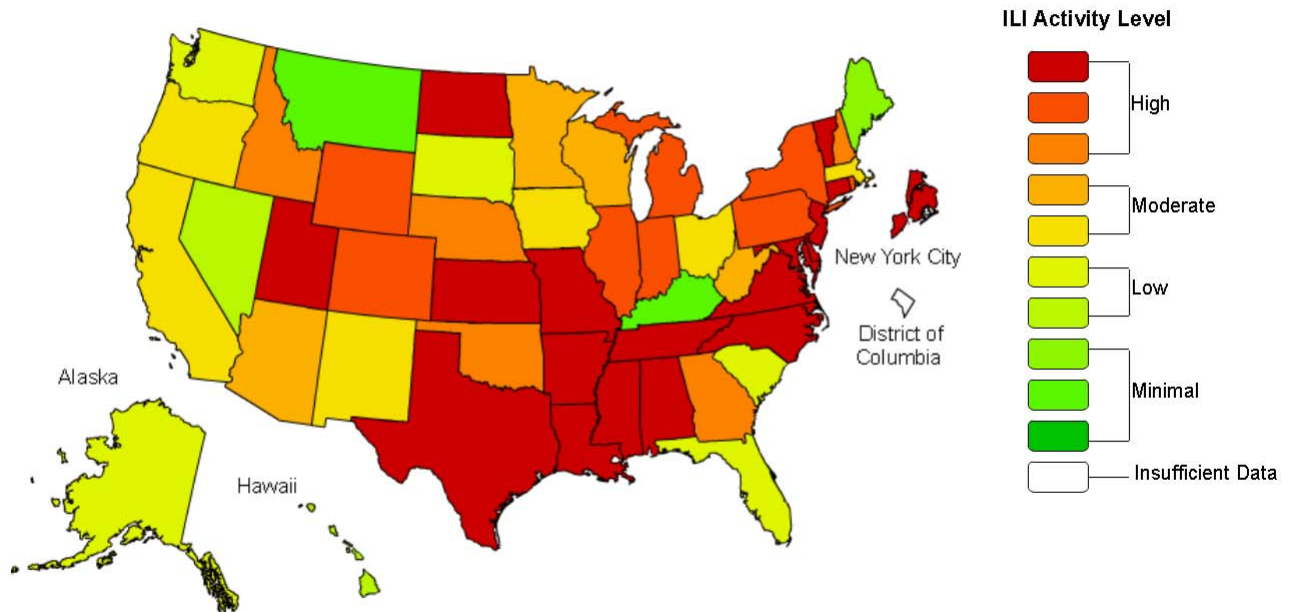 ILI Activity Level
High
Moderate
Low
Minimal
Insufficient Data
New York City
District of
Columbia
Alaska
Hawaii